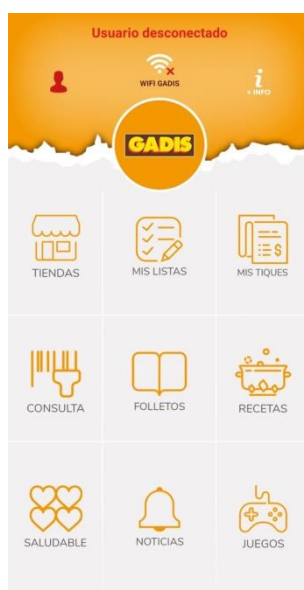 Usuario desconectado
WIFI GADIS
i
+ INFO
GADIS
TIENDAS
MIS LISTAS
MIS TIQUES
CONSULTA
FOLLETOS
RECETAS
SALUDABLE
NOTICIAS
JUEGOS